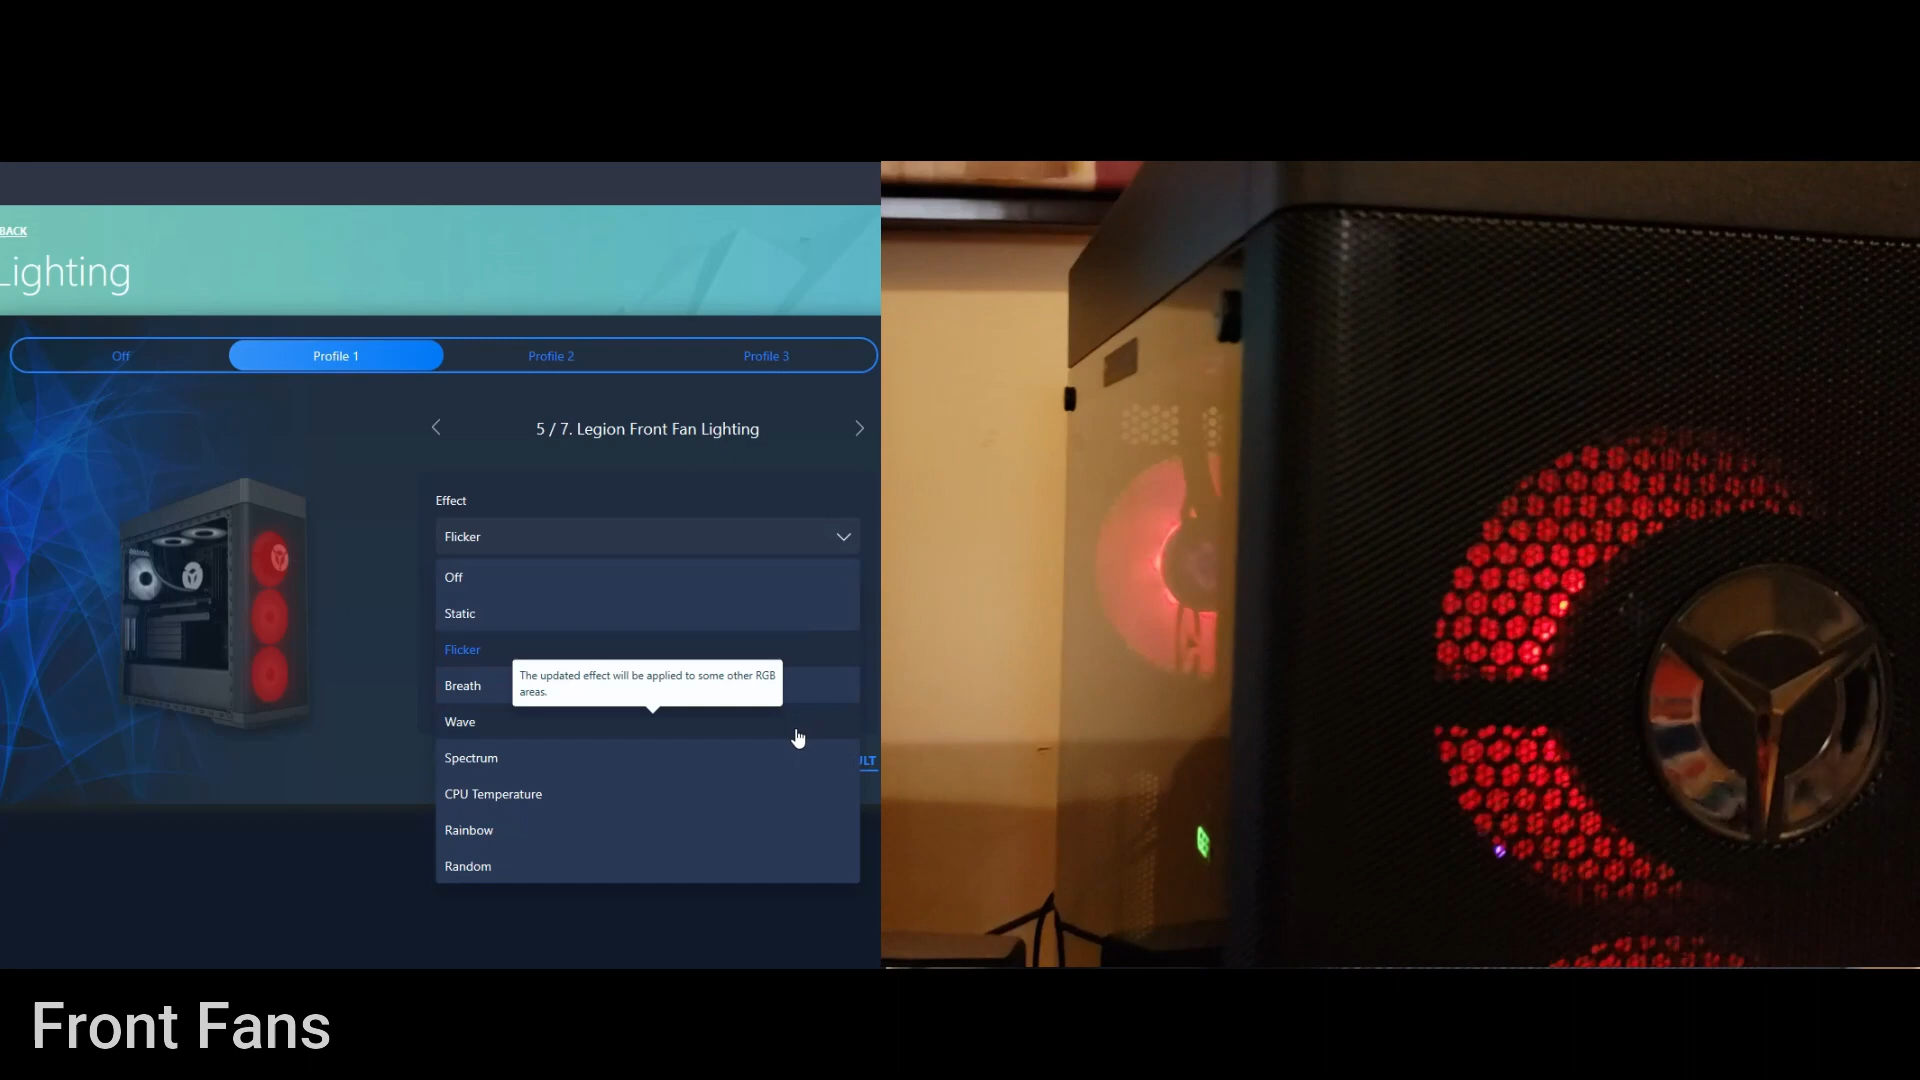 BACK
Lighting
Off
Profile 1
Profile 2
Profile 3
5 / 7. Legion Front Fan Lighting
Effect
Flicker
Off
Static
Flicker
The updated effect will be applied to some other RGB
areas.
Breath
Wave
Spectrum
ULT
CPU Temperature
Rainbow
Random
Front Fans